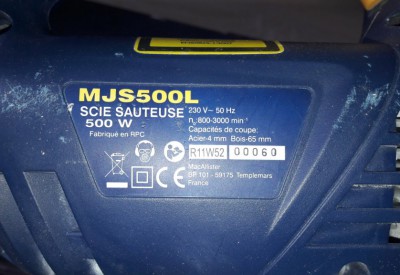 MJS500L
SCIE SAUTEUSE
500 W
Fabriqué en RPC
230 V~ 50 Hz
n₀:800-3000 min⁻¹
Capacités de coupe:
Acier-4 mm Bois-65 mm
R11W52 00060
MacAllister
BP 101 - 59175 Templemars
France